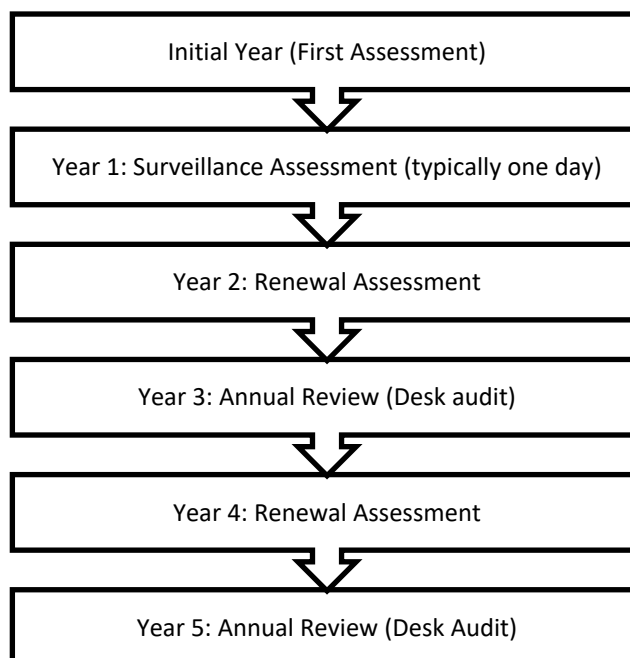 Initial Year (First Assessment)
Year 1: Surveillance Assessment (typically one day)
Year 2: Renewal Assessment
Year 3: Annual Review (Desk audit)
Year 4: Renewal Assessment
Year 5: Annual Review (Desk Audit)